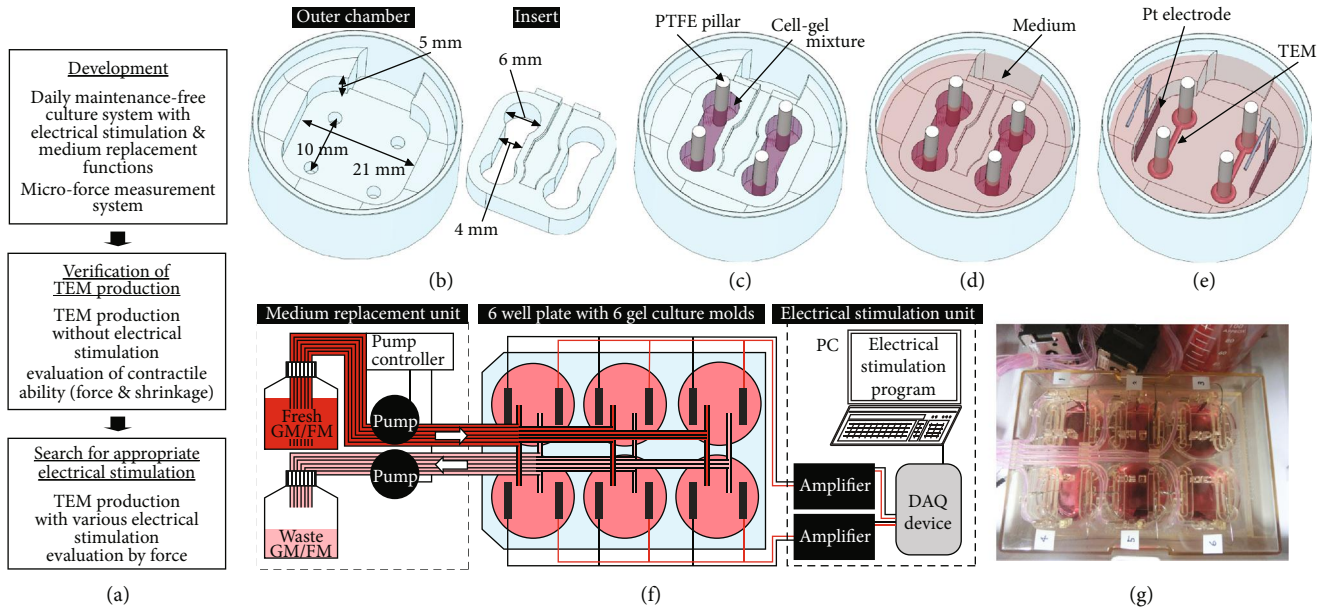 Development
Daily maintenance-free
culture system with
electrical stimulation &
medium replacement
functions
Micro-force measurement
system
Verification of
TEM production
TEM production
without electrical
stimulation
evaluation of contractile
ability (force & shrinkage)
Search for appropriate
electrical stimulation
TEM production
with various electrical
stimulation
evaluation by force
(a)
Outer chamber
5 mm
10 mm
21 mm
Insert
6 mm
4 mm
(b)
PTFE pillar
Cell-gel
mixture
(c)
Medium
(d)
Pt electrode
TEM
(e)
Medium replacement unit
Pump
controller
Fresh
GM/FM
Pump
Pump
Waste
GM/FM
6 well plate with 6 gel culture molds
Electrical stimulation unit
PC
Electrical
stimulation
program
Amplifier
Amplifier
DAQ
device
(f)
1
3
4
5
6
(g)